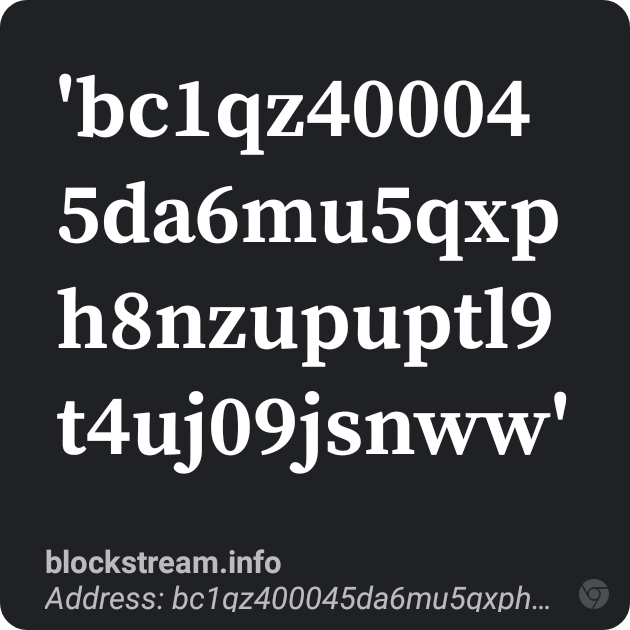 'bc1qz40004
5da6mu5qxp
h8nzupuptl9
t4uj09jsnww'
blockstream.info
Address: bc1qz400045da6mu5qxph...